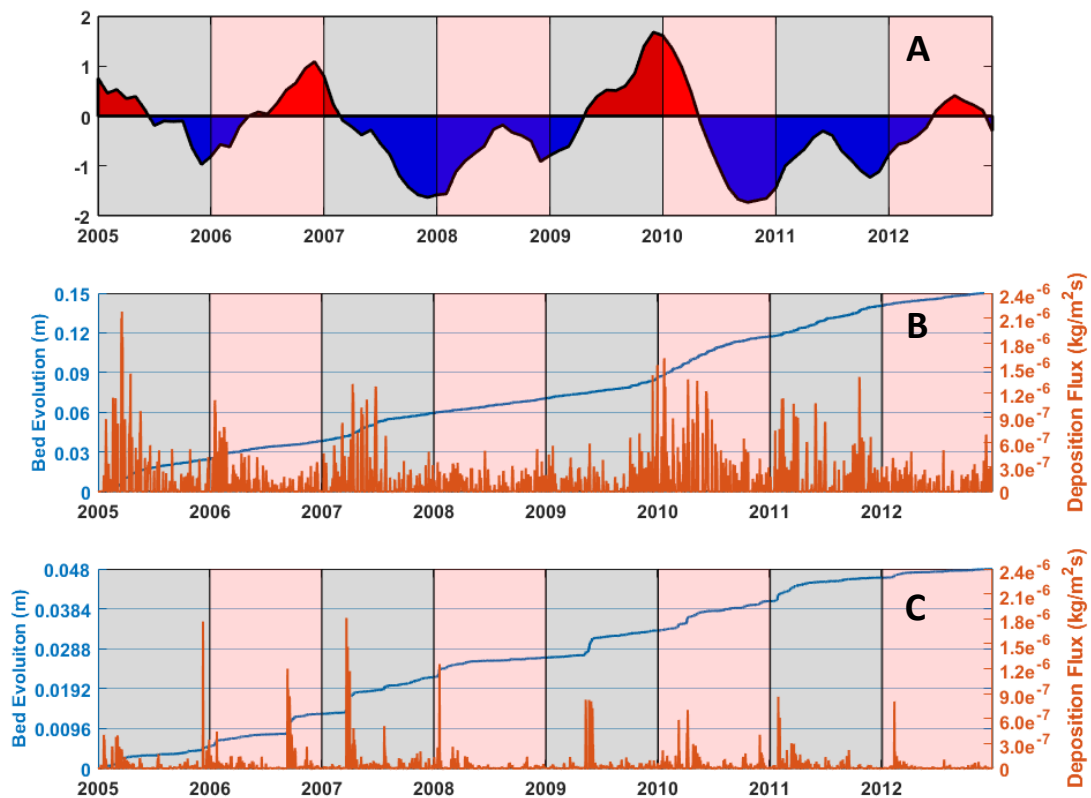 2
1
0
-1
-2
A
2005 2006 2007 2008 2009 2010 2011 2012
Bed Evolution (m)
0.15
0.12
0.09
0.06
0.03
0
B
2.4e-6
2.1e-6
1.8e-6
1.5e-6
1.2e-6
9.0e-7
6.0e-7
3.0e-7
0
Deposition Flux (kg/m²s)
2005 2006 2007 2008 2009 2010 2011 2012
Bed Evoluiton (m)
0.048
0.0384
0.0288
0.0192
0.0096
0
C
2.4e-6
2.1e-6
1.8e-6
1.5e-6
1.2e-6
9.0e-7
6.0e-7
3.0e-7
0
Deposition Flux (kg/m²s)
2005 2006 2007 2008 2009 2010 2011 2012